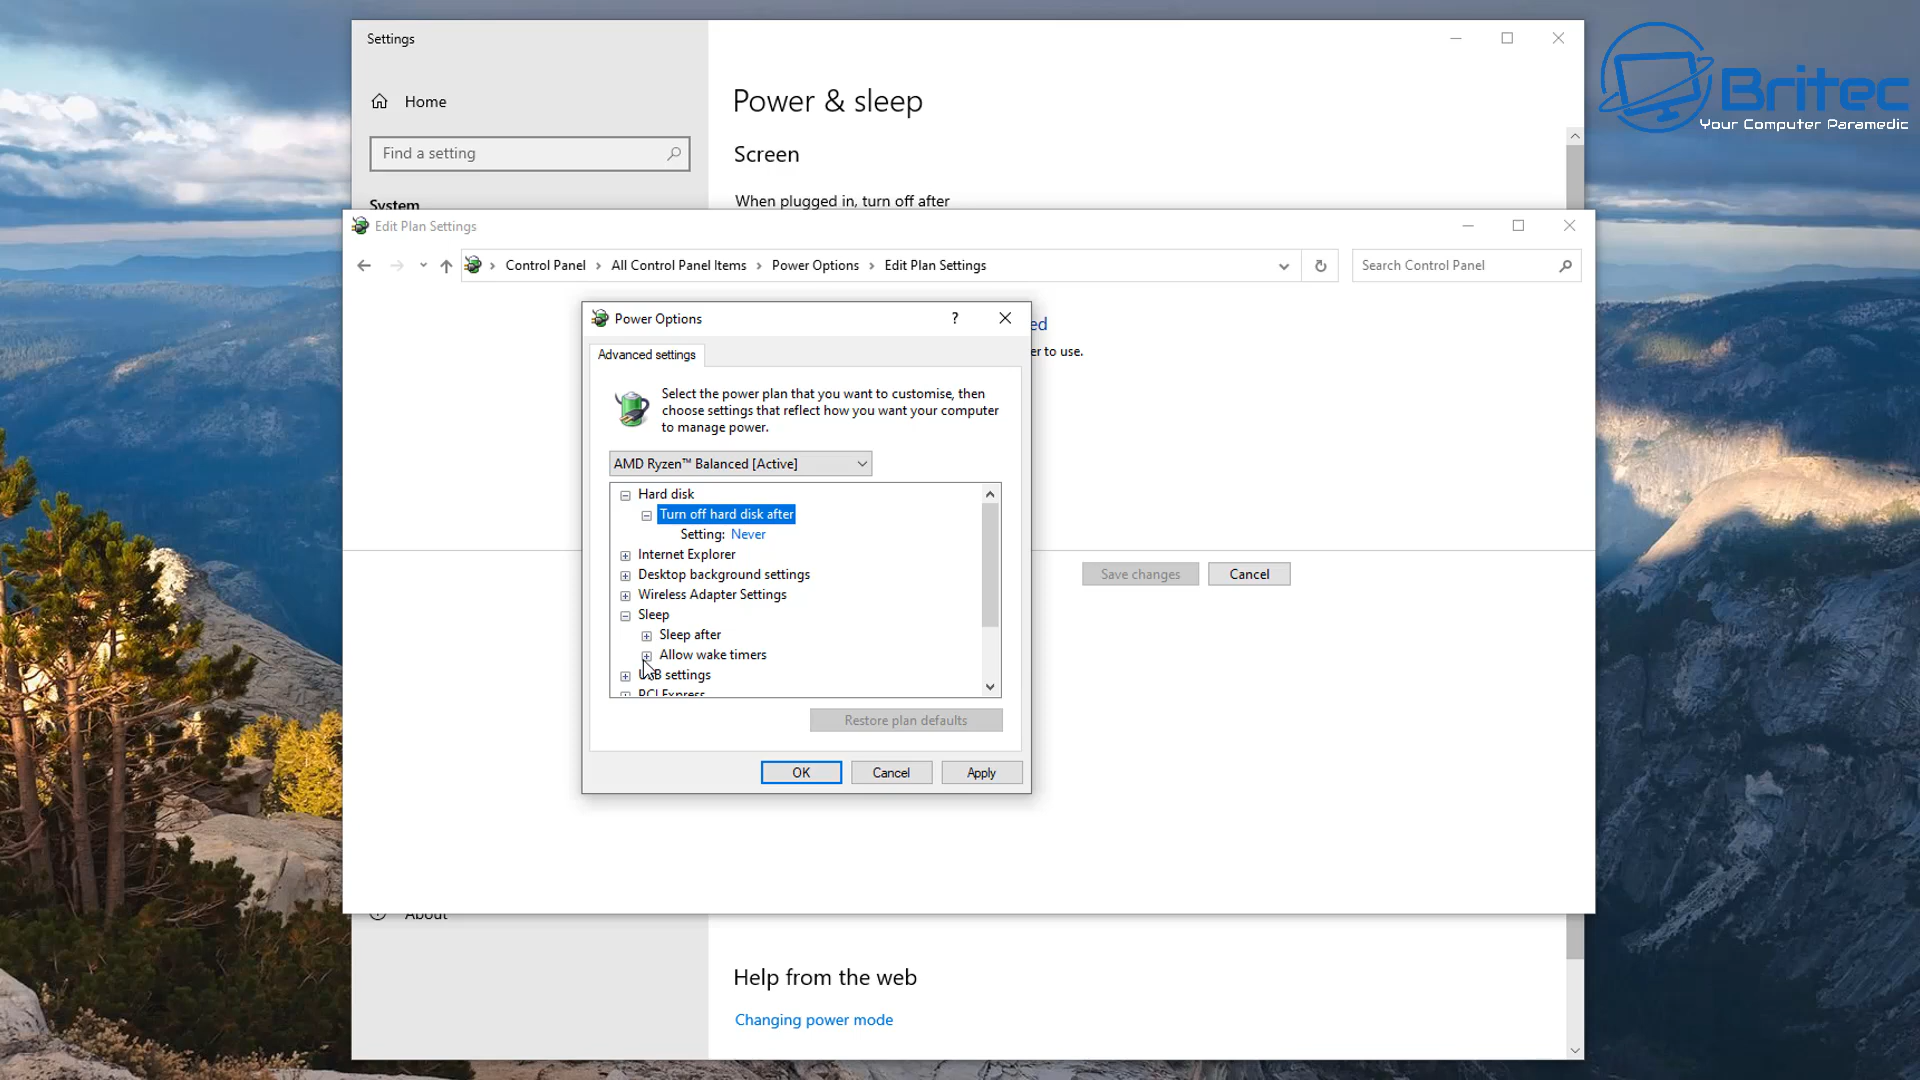 Settings
Home
Find a setting
System
Power & sleep
Screen
When plugged in, turn off after
Britec
Your Computer Paramedic
Edit Plan Settings
Control Panel > All Control Panel Items > Power Options > Edit Plan Settings
Search Control Panel
Power Options
?
ed
er to use.
Advanced settings
Select the power plan that you want to customise, then
choose settings that reflect how you want your computer
to manage power.
AMD Ryzen™ Balanced [Active]
Hard disk
Turn off hard disk after
Setting: Never
Internet Explorer
Desktop background settings
Wireless Adapter Settings
Sleep
Sleep after
Allow wake timers
USB settings
PCI Express
Restore plan defaults
OK
Cancel
Apply
Save changes
Cancel
About
Help from the web
Changing power mode